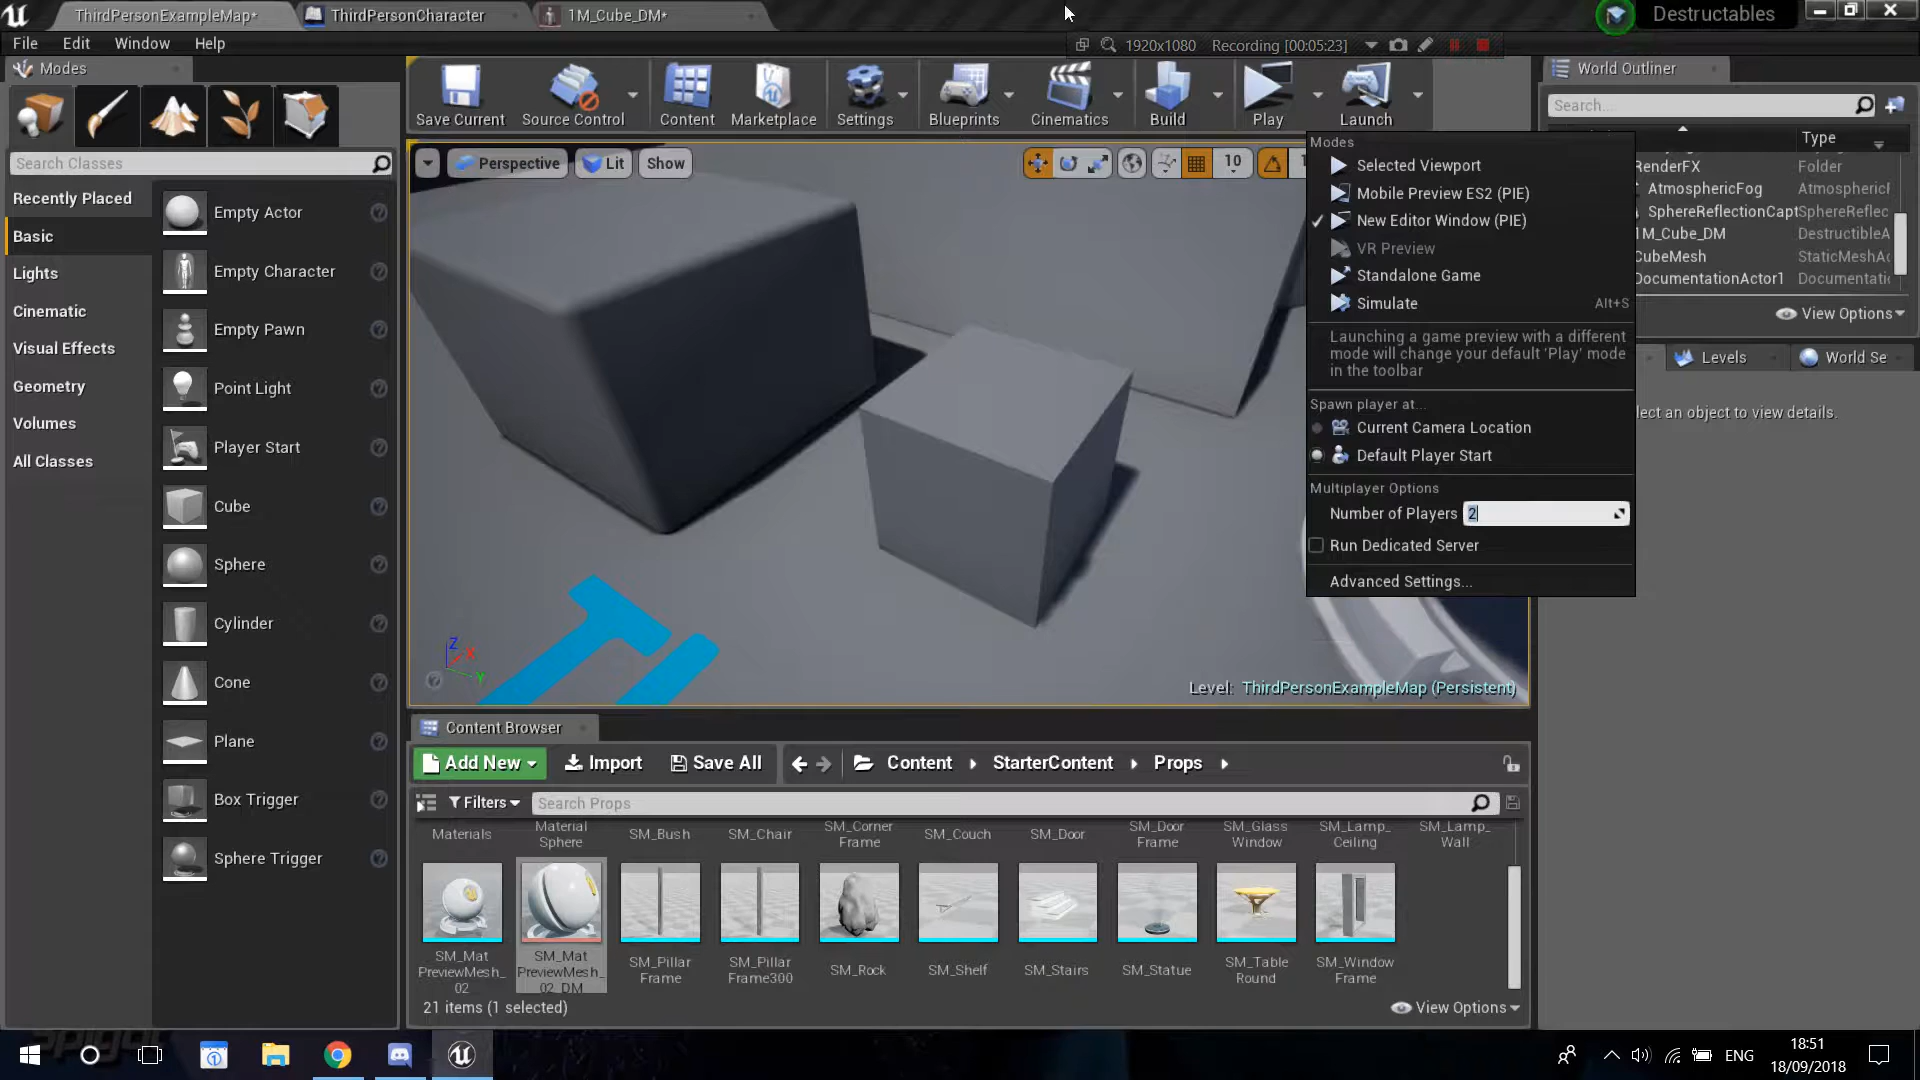 ThirdPersonExampleMap*
ThirdPersonCharacter
1M_Cube_DM*
Destructables
File
Edit
Window
Help
1920x1080
Recording [00:05:23]
Modes
Save Current
Source Control
Content
Marketplace
Settings
Blueprints
Cinematics
Build
Play
Launch
World Outliner
Search...
Type
RenderFX
Folder
AtmosphericFog
Atmospherici
SphereReflectionCapt
SphereReflec
1M_Cube_DM
DestructibleA
CubeMesh
StaticMeshAc
DocumentationActor1
Documentati
View Options
Levels
World Se
lect an object to view details.
Search Classes
Recently Placed
Basic
Lights
Cinematic
Visual Effects
Geometry
Volumes
All Classes
Empty Actor
Empty Character
Empty Pawn
Point Light
Player Start
Cube
Sphere
Cylinder
Cone
Plane
Box Trigger
Sphere Trigger
Perspective
Lit
Show
10
Modes
Selected Viewport
Mobile Preview ES2 (PIE)
New Editor Window (PIE)
VR Preview
Standalone Game
Simulate
Alt+S
Launching a game preview with a different
mode will change your default 'Play' mode
in the toolbar
Spawn player at...
Current Camera Location
Default Player Start
Multiplayer Options
Number of Players
2
Run Dedicated Server
Advanced Settings...
Z
X
Y
Level: ThirdPersonExampleMap (Persistent)
Content Browser
Add New
Import
Save All
Content
StarterContent
Props
Filters
Search Props
Materials
Material
Sphere
SM_Bush
SM_Chair
SM_Corner
Frame
SM_Couch
SM_Door
SM_Door
Frame
SM_Glass
Window
SM_Lamp_
Ceiling
SM_Lamp_
Wall
SM_Mat
PreviewMesh_
02
SM_Mat
PreviewMesh_
02_DM
SM_Pillar
Frame
SM_Pillar
Frame300
SM_Rock
SM_Shelf
SM_Stairs
SM_Statue
SM_Table
Round
SM_Window
Frame
21 items (1 selected)
View Options
ENG
18:51
18/09/2018